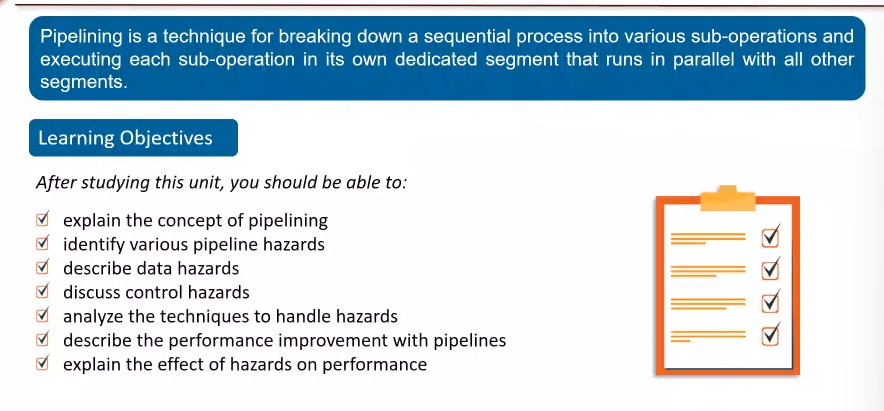 Pipelining is a technique for breaking down a sequential process into various sub-operations and
executing each sub-operation in its own dedicated segment that runs in parallel with all other
segments.
Learning Objectives
After studying this unit, you should be able to:
explain the concept of pipelining
identify various pipeline hazards
describe data hazards
discuss control hazards
analyze the techniques to handle hazards
describe the performance improvement with pipelines
explain the effect of hazards on performance